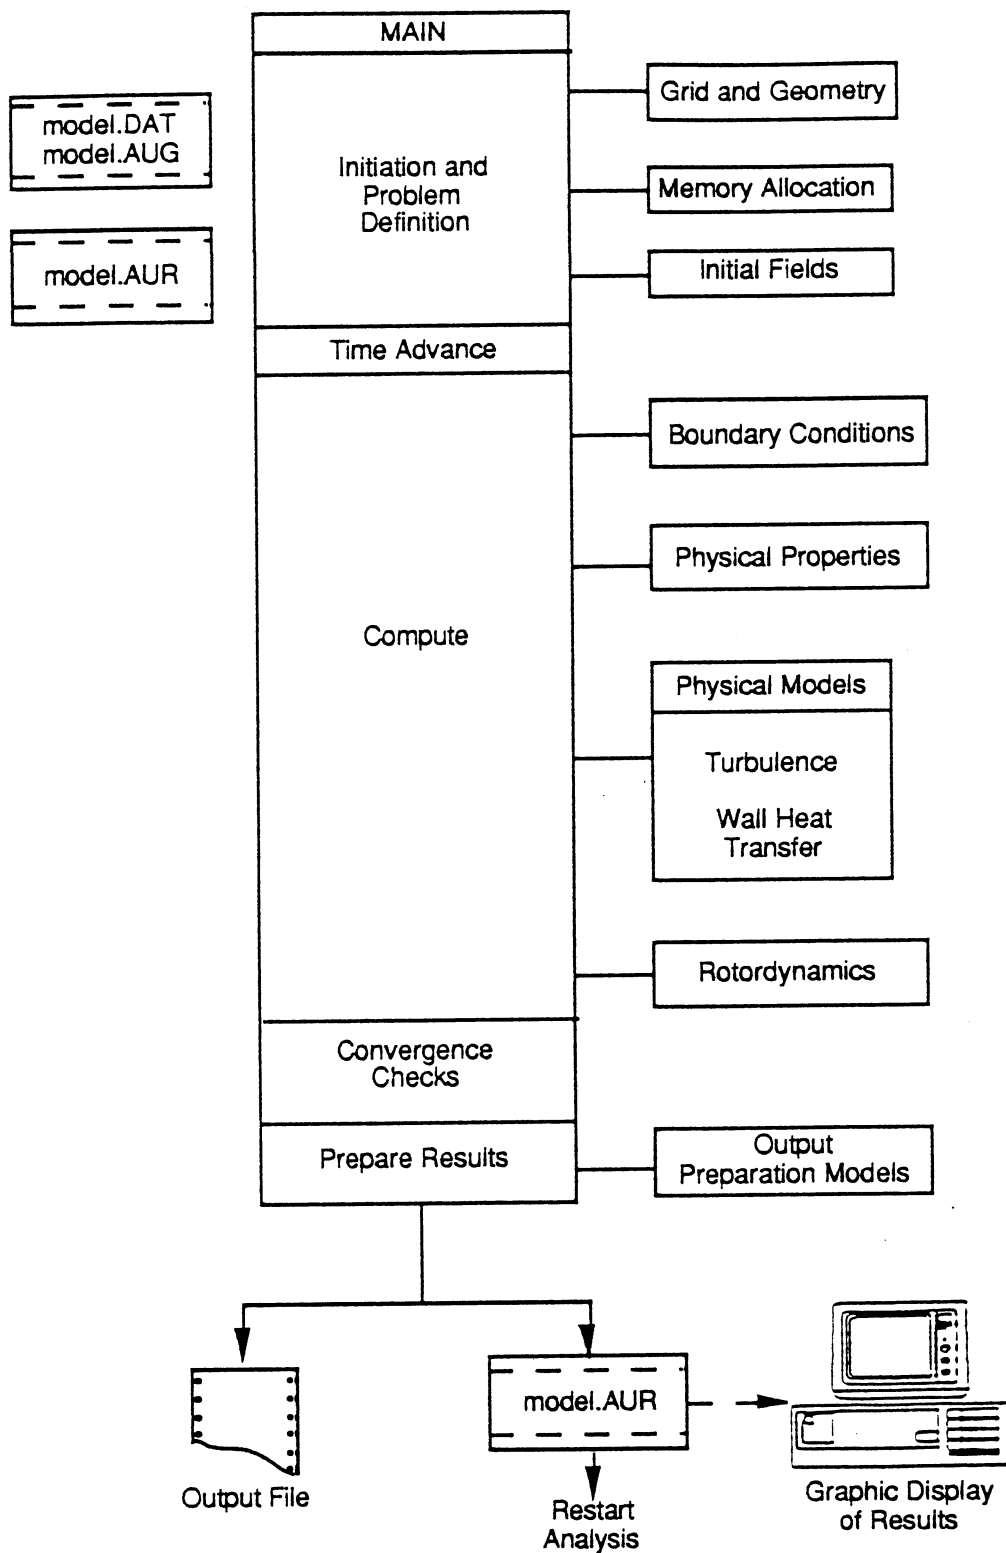 MAIN
model.DAT
model.AUG
model.AUR
Initiation and
Problem
Definition
Grid and Geometry
Memory Allocation
Initial Fields
Time Advance
Compute
Boundary Conditions
Physical Properties
Physical Models
Turbulence
Wall Heat
Transfer
Rotordynamics
Convergence
Checks
Prepare Results
Output
Preparation Models
Output File
model.AUR
Restart
Analysis
Graphic Display
of Results